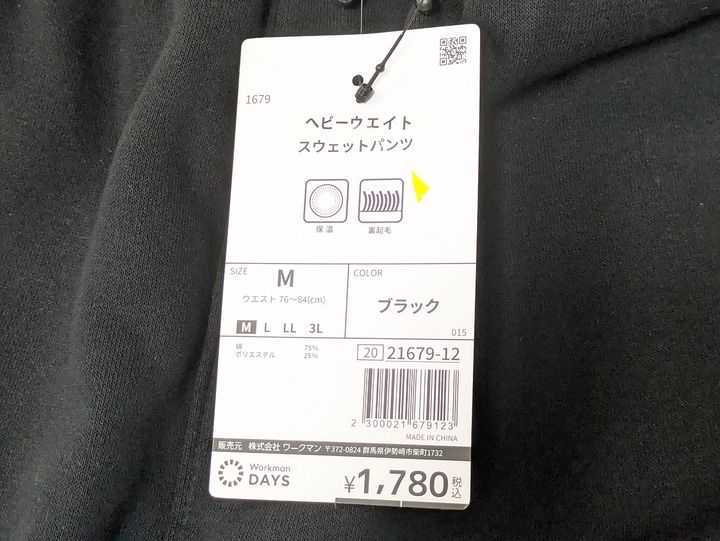 1679
ヘビーウエイト
スウェットパンツ
保温
裏起毛
SIZE
M
ウエスト 76〜84(cm)
M L LL 3L
COLOR
ブラック
015
綿 75%
ポリエステル 25%
20 21679-12
2 300021 679123
MADE IN CHINA
販売元 株式会社 ワークマン 〒372-0824 群馬県伊勢崎市柴町1732
Workman
DAYS
¥1,780 税込